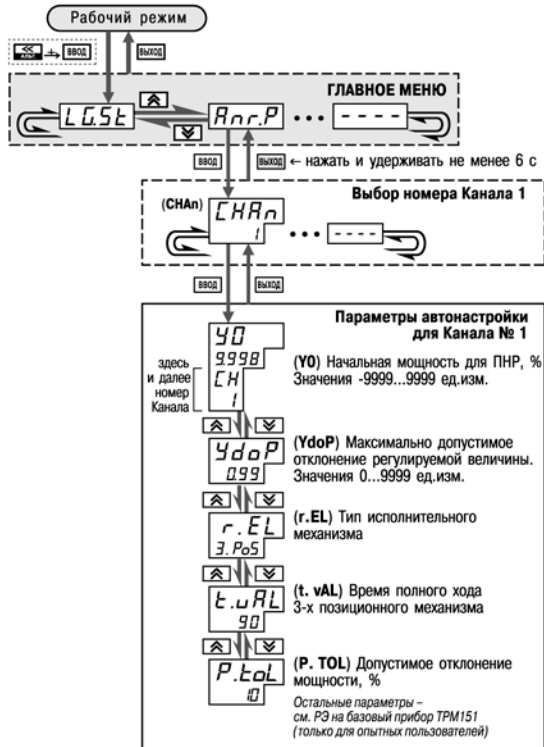 Рабочий режим
АЛЬТ + ВВОД ВЫХОД
ГЛАВНОЕ МЕНЮ
LG.St Anr.P ... ----
ВВОД ВЫХОД ← нажать и удерживать не менее 6 с
Выбор номера Канала 1
(CHAn) CHAn
1 ... ----
ВВОД ВЫХОД
Параметры автонастройки
для Канала № 1
Y0
9.998
CH
1
здесь
и далее
номер
Канала
(Y0) Начальная мощность для ПНР, %
Значения -9999...9999 ед.изм.
YdoP
0.99
(YdoP) Максимально допустимое
отклонение регулируемой величины.
Значения 0...9999 ед.изм.
r.EL
3.PoS
(r.EL) Тип исполнительного
механизма
t.uAL
90
(t. vAL) Время полного хода
3-х позиционного механизма
P.toL
10
(P. TOL) Допустимое отклонение
мощности, %
Остальные параметры –
см. РЭ на базовый прибор ТРМ151
(только для опытных пользователей)